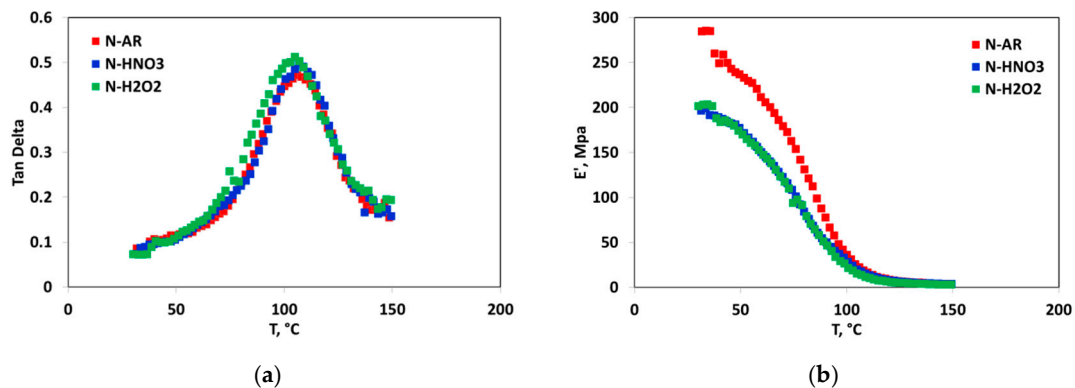 0.6
0.5
0.4
0.3
0.2
0.1
0
Tan Delta
N-AR
N-HNO3
N-H2O2
0 50 100 150 200
T, °C
(a)
300
250
200
150
100
50
0
E', Mpa
N-AR
N-HNO3
N-H2O2
0 50 100 150 200
T, °C
(b)